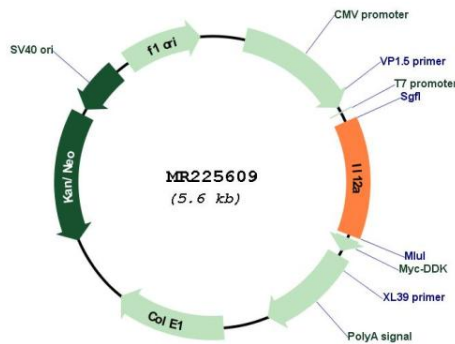 CMV promoter
VP1.5 primer
T7 promoter
SgfI
Il12a
MluI
Myc-DDK
XL39 primer
PolyA signal
Col E1
Kan/Neo
SV40 ori
f1 ori
MR225609
(5.6 kb)